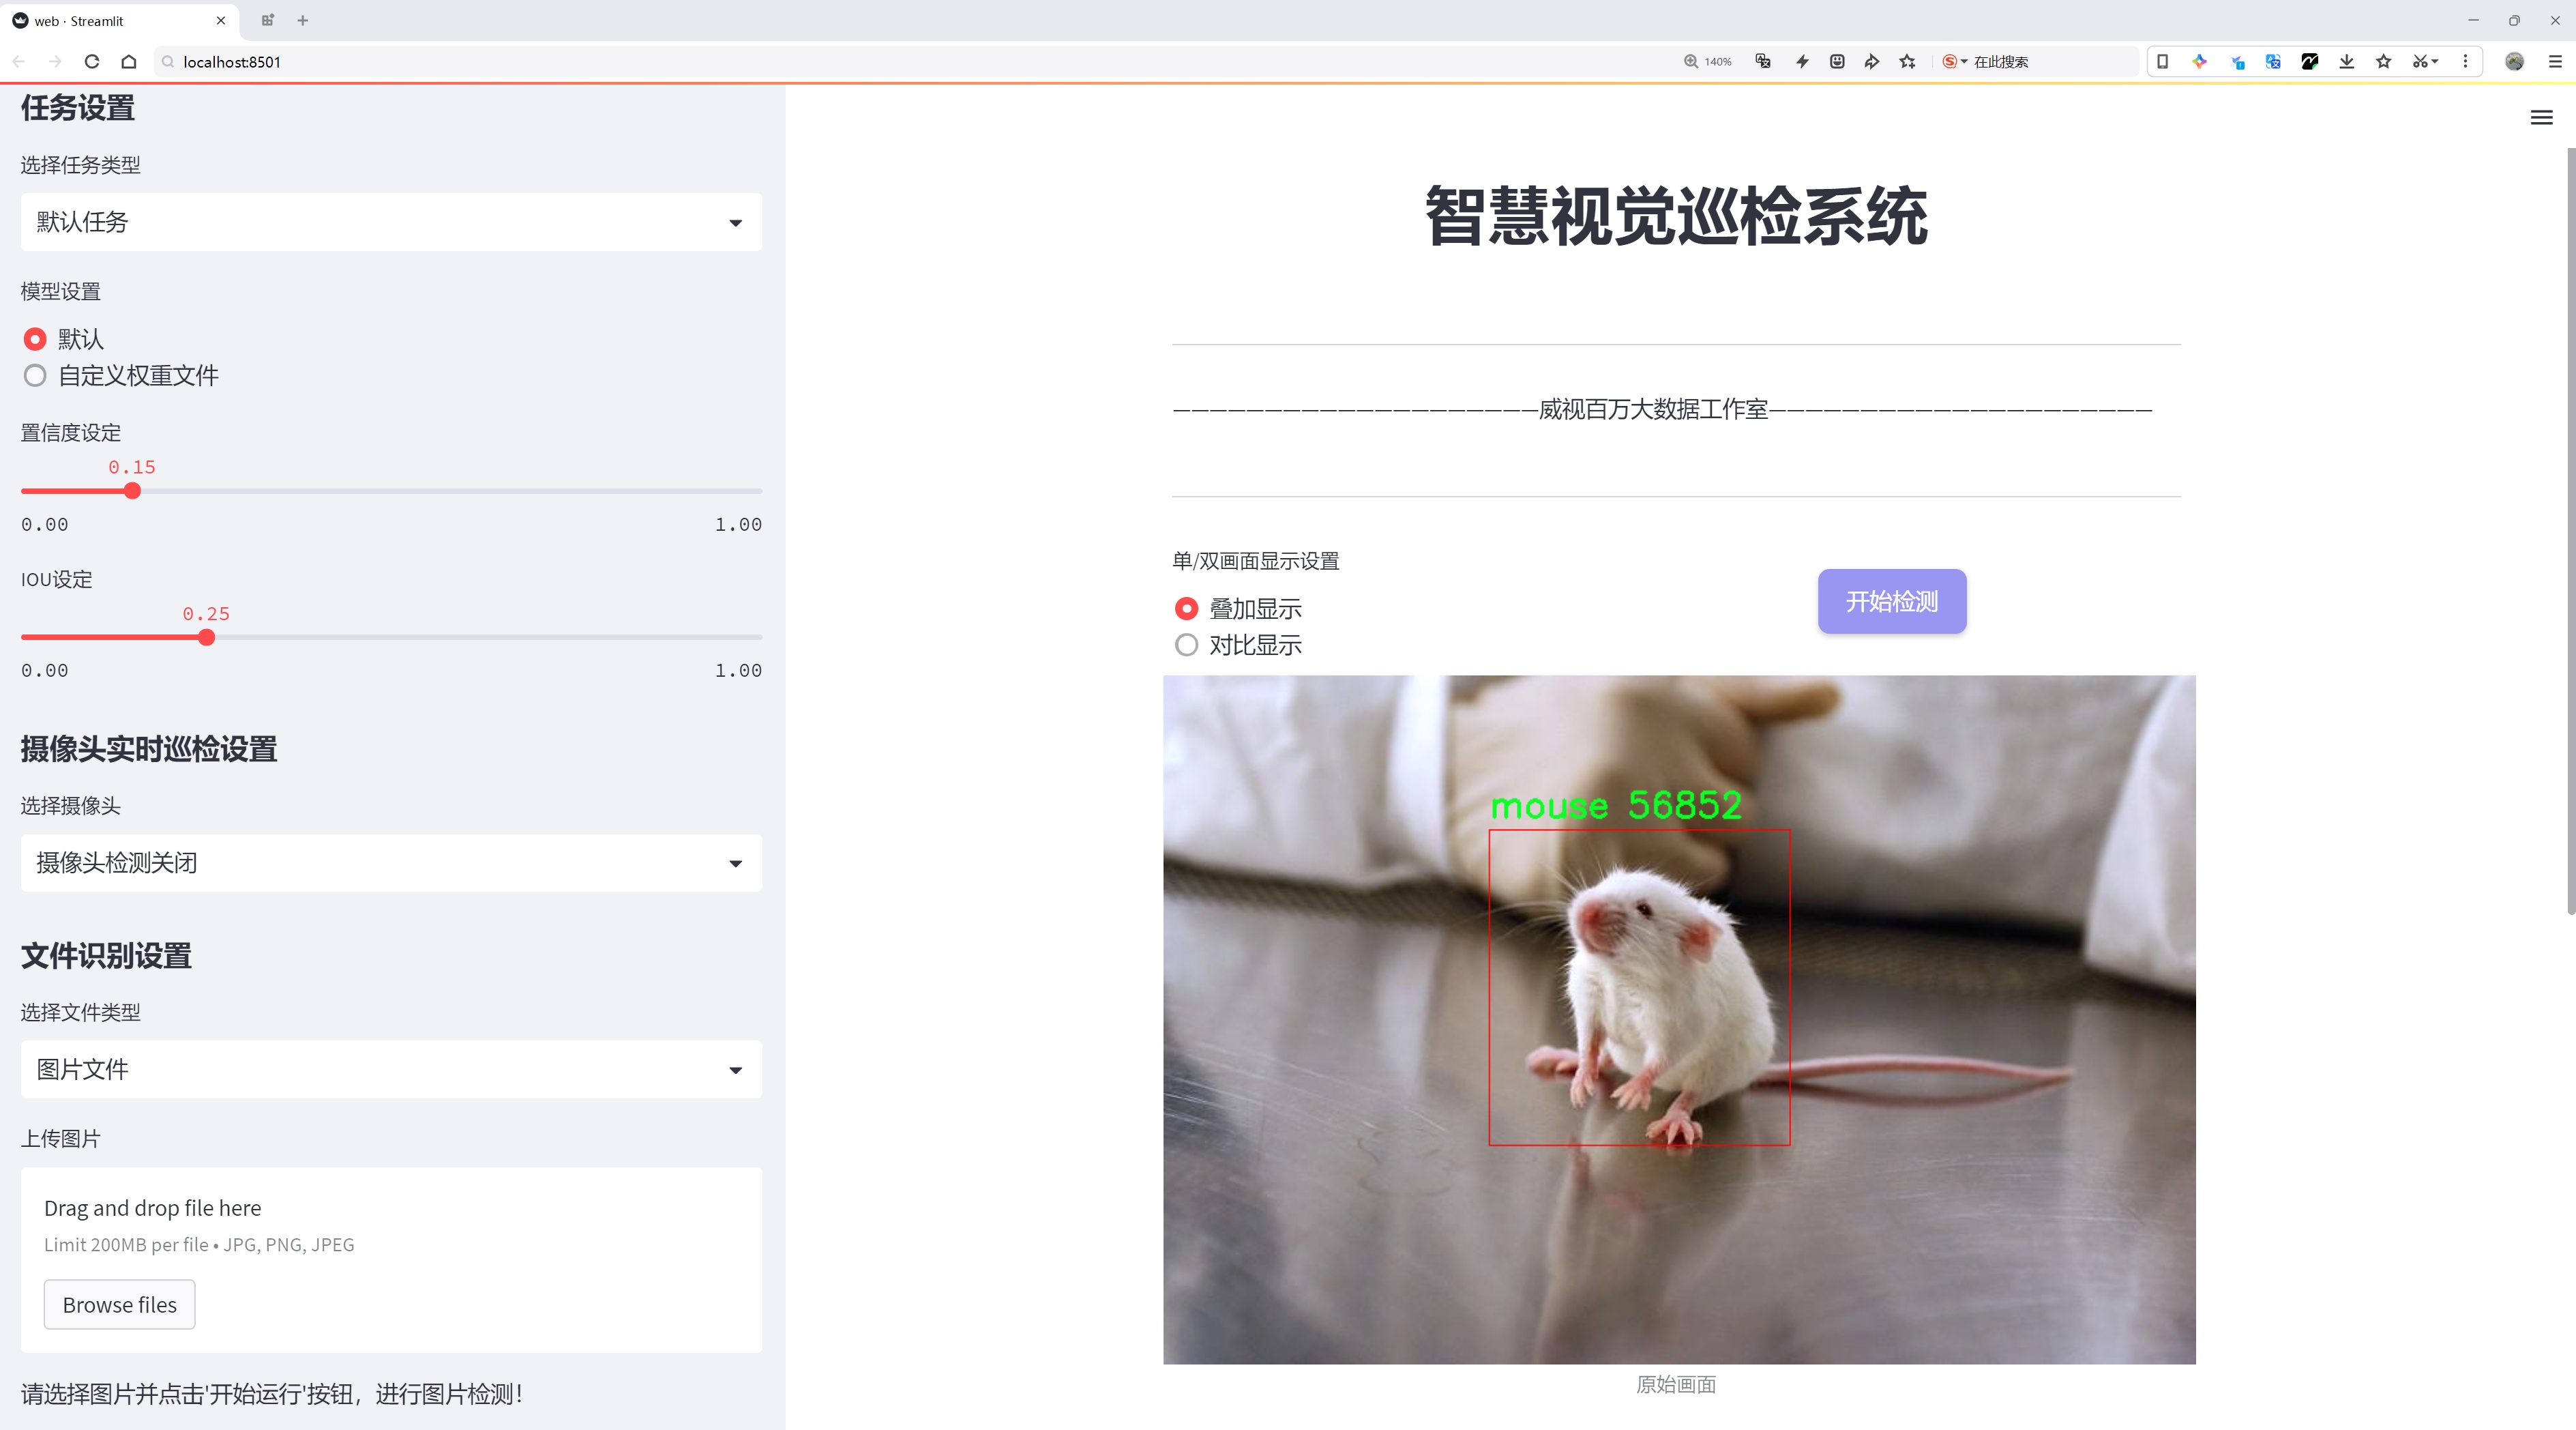 web · Streamlit
localhost:8501
140%
在此搜索
任务设置
选择任务类型
默认任务
模型设置
默认
自定义权重文件
置信度设定
0.15
0.00 1.00
IOU设定
0.25
0.00 1.00
摄像头实时巡检设置
选择摄像头
摄像头检测关闭
文件识别设置
选择文件类型
图片文件
上传图片
Drag and drop file here
Limit 200MB per file • JPG, PNG, JPEG
Browse files
请选择图片并点击'开始运行'按钮，进行图片检测！
智慧视觉巡检系统
————————————————————威视百万大数据工作室—————————————————————
单/双画面显示设置
叠加显示
对比显示
开始检测
mouse 56852
原始画面